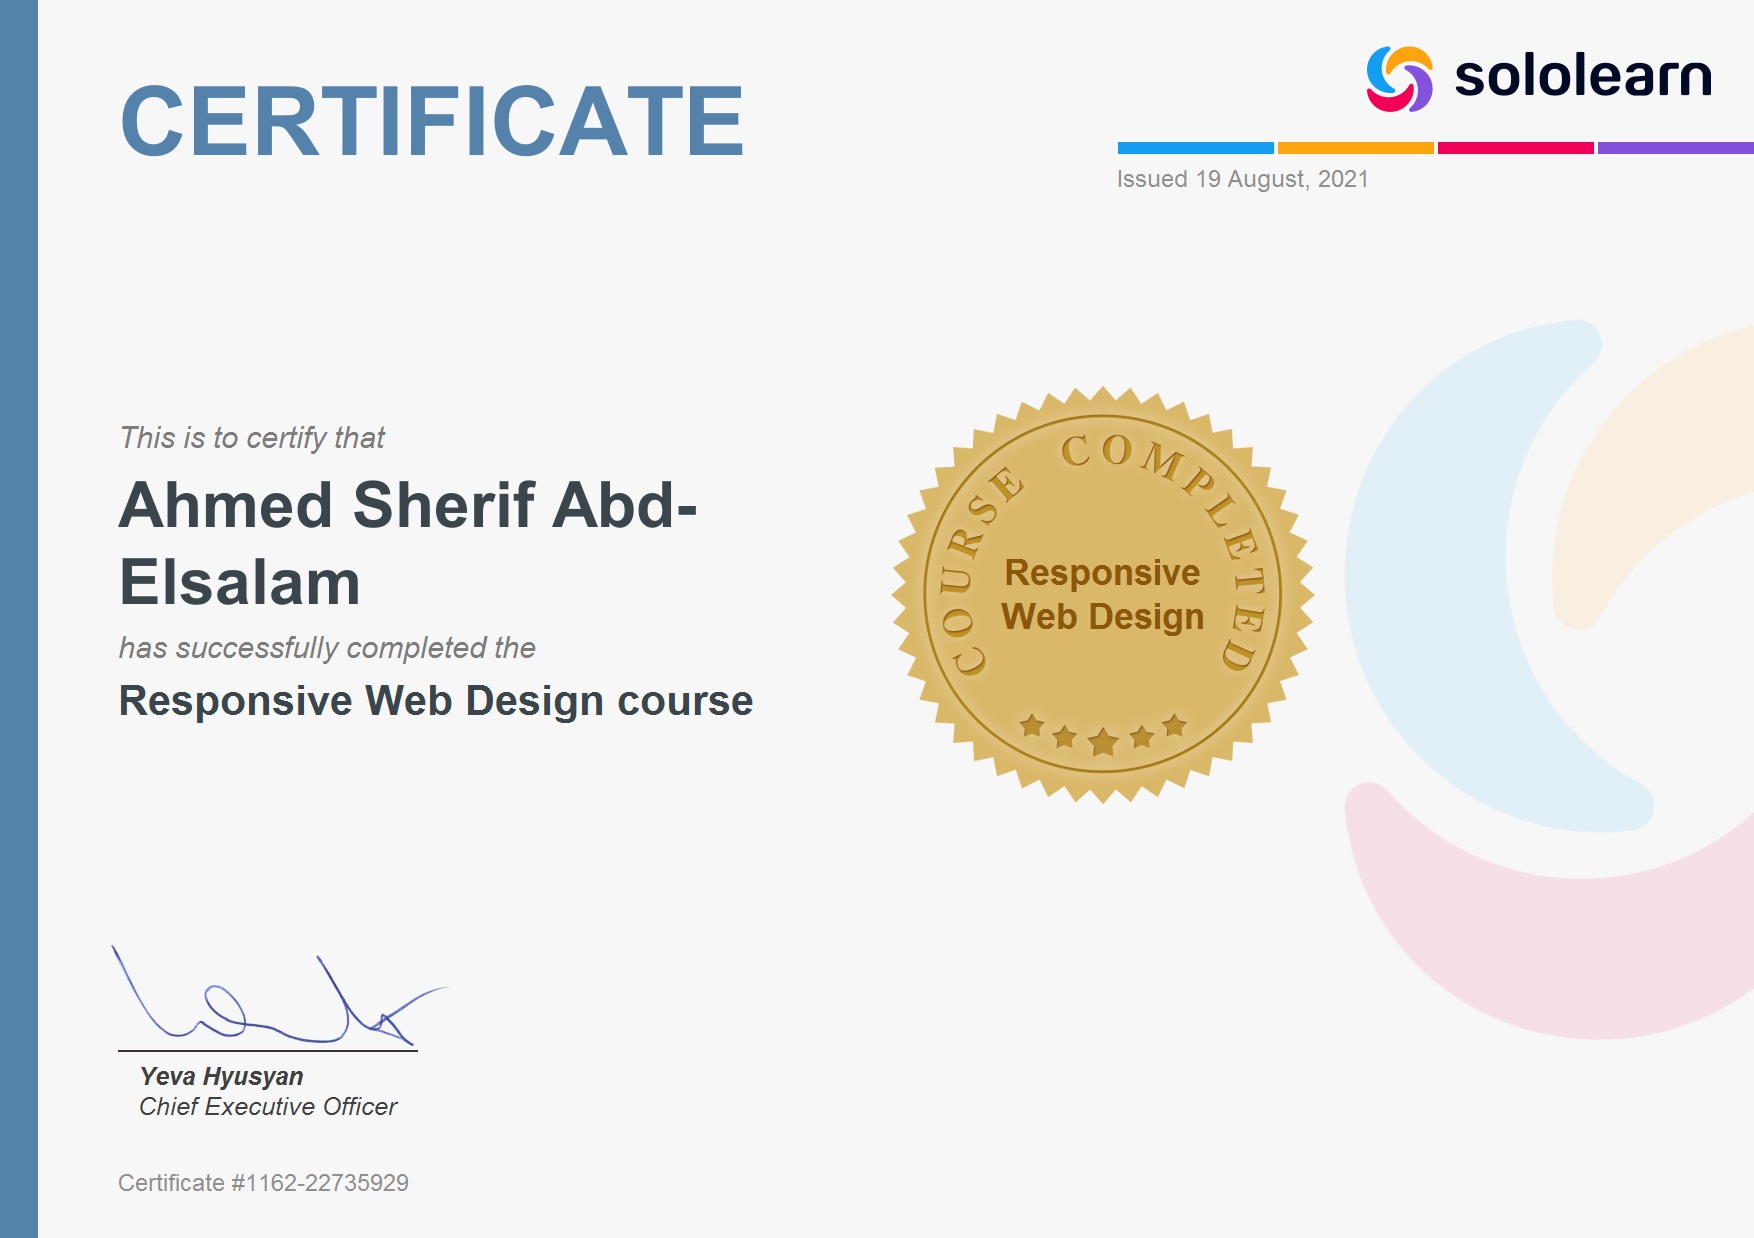 CERTIFICATE
sololearn
Issued 19 August, 2021
This is to certify that
Ahmed Sherif Abd-
Elsalam
has successfully completed the
Responsive Web Design course
COURSE COMPLETED
Responsive
Web Design
Yeva Hyusyan
Chief Executive Officer
Certificate #1162-22735929